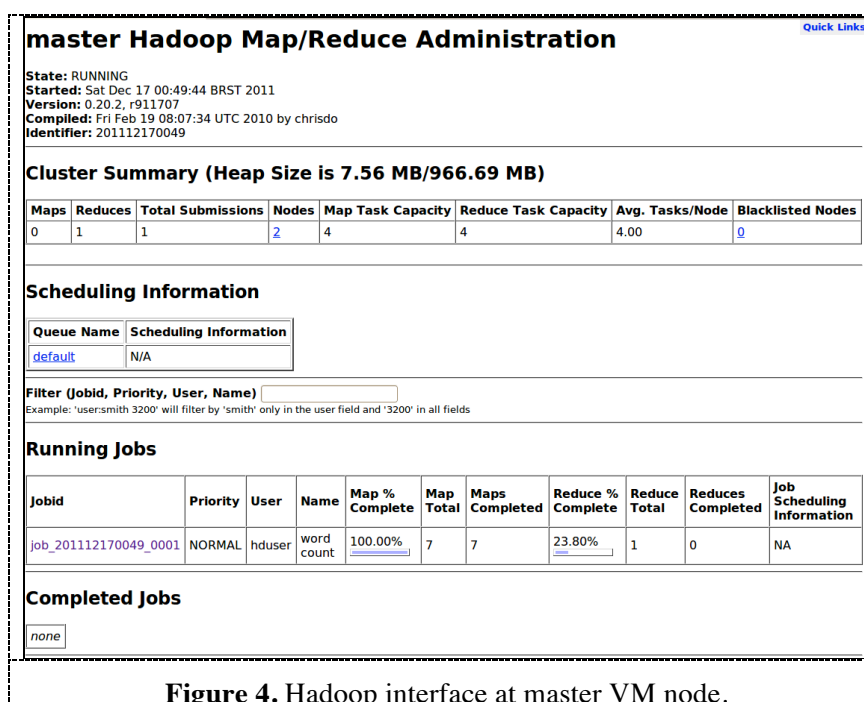 Quick Links
master Hadoop Map/Reduce Administration
State: RUNNING
Started: Sat Dec 17 00:49:44 BRST 2011
Version: 0.20.2, r911707
Compiled: Fri Feb 19 08:07:34 UTC 2010 by chrisdo
Identifier: 201112170049
Cluster Summary (Heap Size is 7.56 MB/966.69 MB)
Maps Reduces Total Submissions Nodes Map Task Capacity Reduce Task Capacity Avg. Tasks/Node Blacklisted Nodes
0 1 1 2 4 4 4.00 0
Scheduling Information
Queue Name Scheduling Information
default N/A
Filter (Jobid, Priority, User, Name)
Example: 'user:smith 3200' will filter by 'smith' only in the user field and '3200' in all fields
Running Jobs
Jobid Priority User Name Map % Complete Map Total Maps Completed Reduce % Complete Reduce Total Reduces Completed Job Scheduling Information
job_201112170049_0001 NORMAL hduser word count 100.00% 7 7 23.80% 1 0 NA
Completed Jobs
none
Figure 4. Hadoop interface at master VM node.